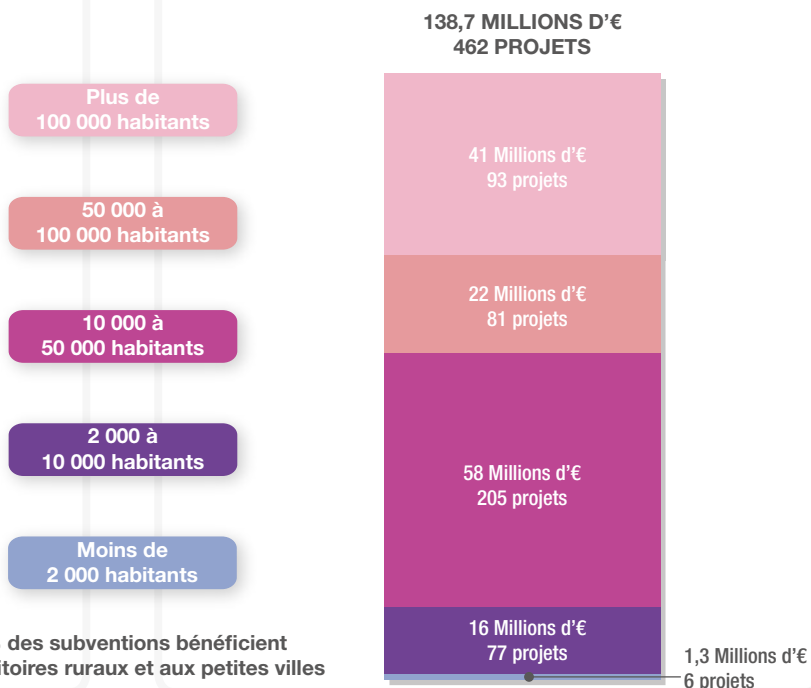 138,7 MILLIONS D'€
462 PROJETS
Plus de
100 000 habitants
50 000 à
100 000 habitants
10 000 à
50 000 habitants
2 000 à
10 000 habitants
Moins de
2 000 habitants
41 Millions d'€
93 projets
22 Millions d'€
81 projets
58 Millions d'€
205 projets
16 Millions d'€
77 projets
1,3 Millions d'€
6 projets
des subventions bénéficient
ruraux et aux petites villes